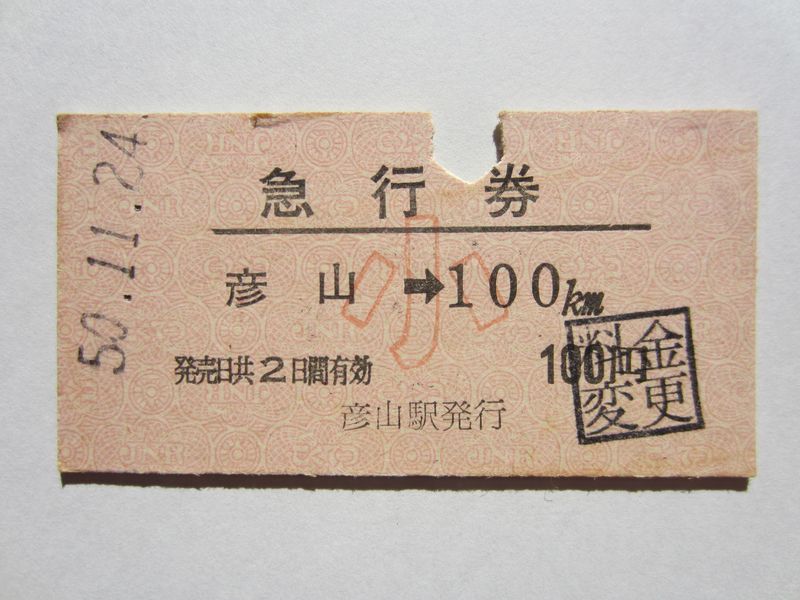 50.11.24
急行券
小
彦山➡100km
発売日共2日間有効 100円
料金変更
彦山駅発行